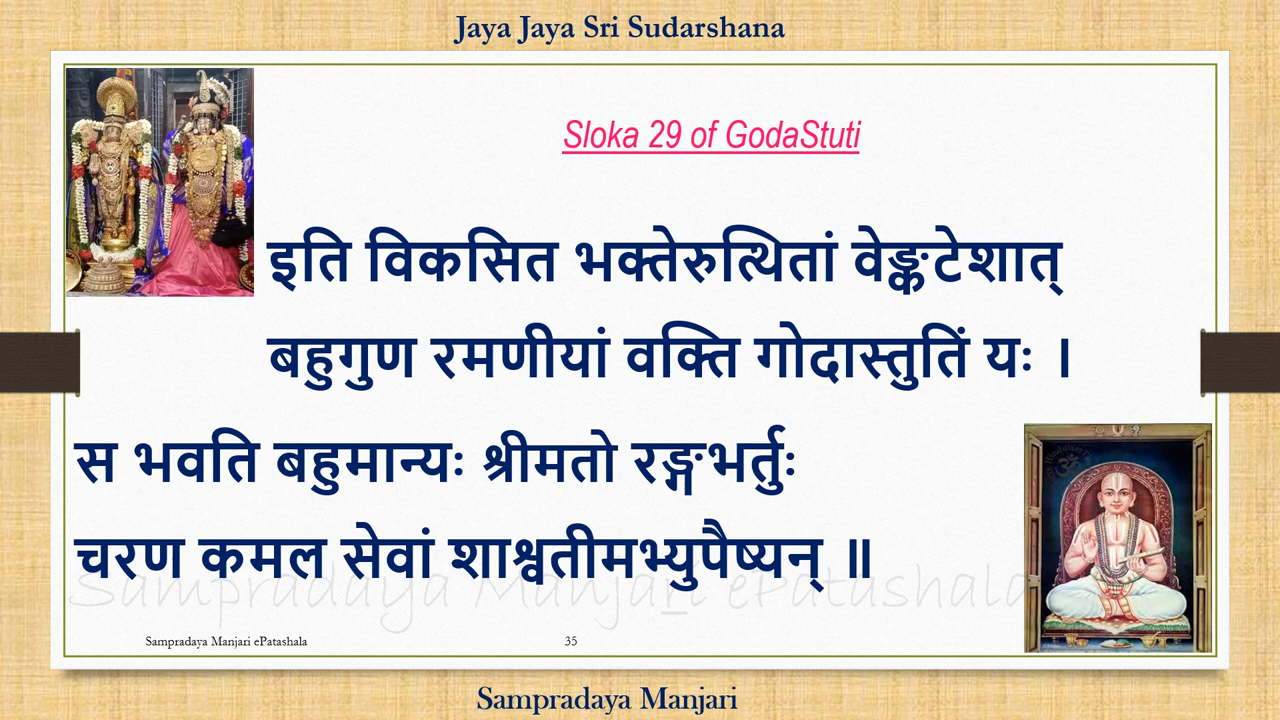 Jaya Jaya Sri Sudarshana
Sloka 29 of GodaStuti
इति विकसित भक्तेरुत्थितां वेङ्कटेशात्
बहुगुण रमणीयां वक्ति गोदास्तुतिं यः ।
स भवति बहुमान्यः श्रीमतो रङ्गभर्तुः
चरण कमल सेवां शाश्वतीमभ्युपैष्यन् ॥
Sampradaya Manjari ePatashala
Sampradaya Manjari ePatashala
35
Sampradaya Manjari